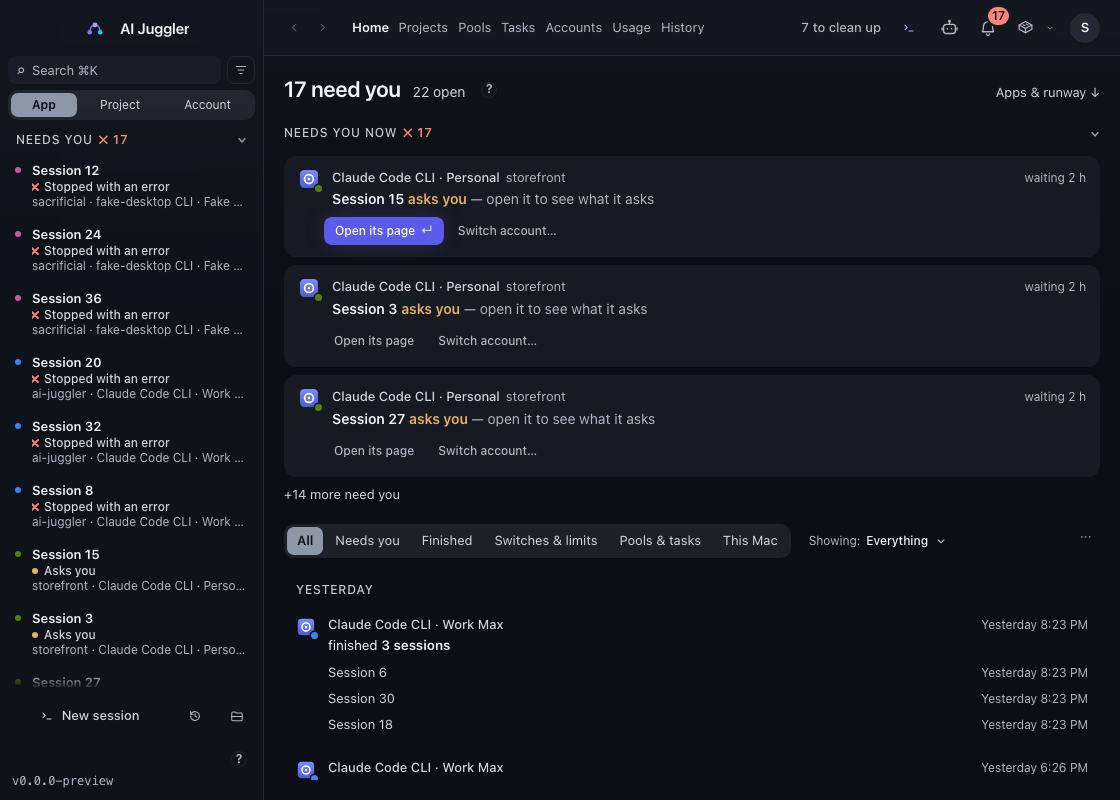 AI Juggler
Search ⌘K
App Project Account
NEEDS YOU ✕ 17
Session 12
Stopped with an error
sacrificial · fake-desktop CLI · Fake ...
Session 24
Stopped with an error
sacrificial · fake-desktop CLI · Fake ...
Session 36
Stopped with an error
sacrificial · fake-desktop CLI · Fake ...
Session 20
Stopped with an error
ai-juggler · Claude Code CLI · Work ...
Session 32
Stopped with an error
ai-juggler · Claude Code CLI · Work ...
Session 8
Stopped with an error
ai-juggler · Claude Code CLI · Work ...
Session 15
Asks you
storefront · Claude Code CLI · Perso...
Session 3
Asks you
storefront · Claude Code CLI · Perso...
Session 27
New session
?
v0.0.0-preview
Home Projects Pools Tasks Accounts Usage History
7 to clean up
17
S
17 need you 22 open ?
Apps & runway ↓
NEEDS YOU NOW ✕ 17
Claude Code CLI · Personal storefront waiting 2 h
Session 15 asks you — open it to see what it asks
Open its page ↵ Switch account...
Claude Code CLI · Personal storefront waiting 2 h
Session 3 asks you — open it to see what it asks
Open its page Switch account...
Claude Code CLI · Personal storefront waiting 2 h
Session 27 asks you — open it to see what it asks
Open its page Switch account...
+14 more need you
All Needs you Finished Switches & limits Pools & tasks This Mac Showing: Everything ...
YESTERDAY
Claude Code CLI · Work Max Yesterday 8:23 PM
finished 3 sessions
Session 6 Yesterday 8:23 PM
Session 30 Yesterday 8:23 PM
Session 18 Yesterday 8:23 PM
Claude Code CLI · Work Max Yesterday 6:26 PM